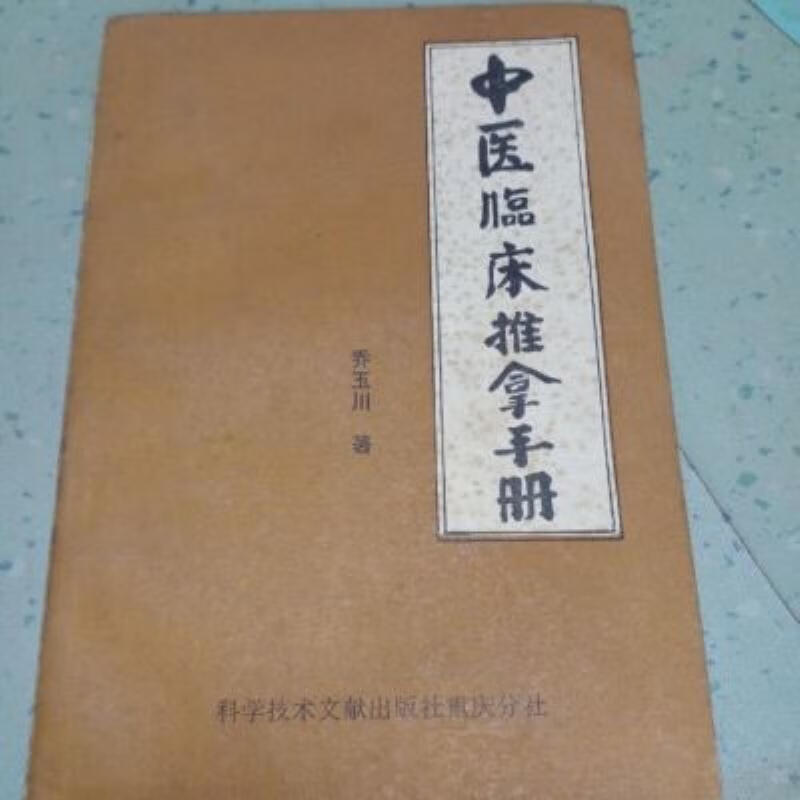 中医臨床推拿手册
乔玉川 著
科学技术文献出版社重庆分社